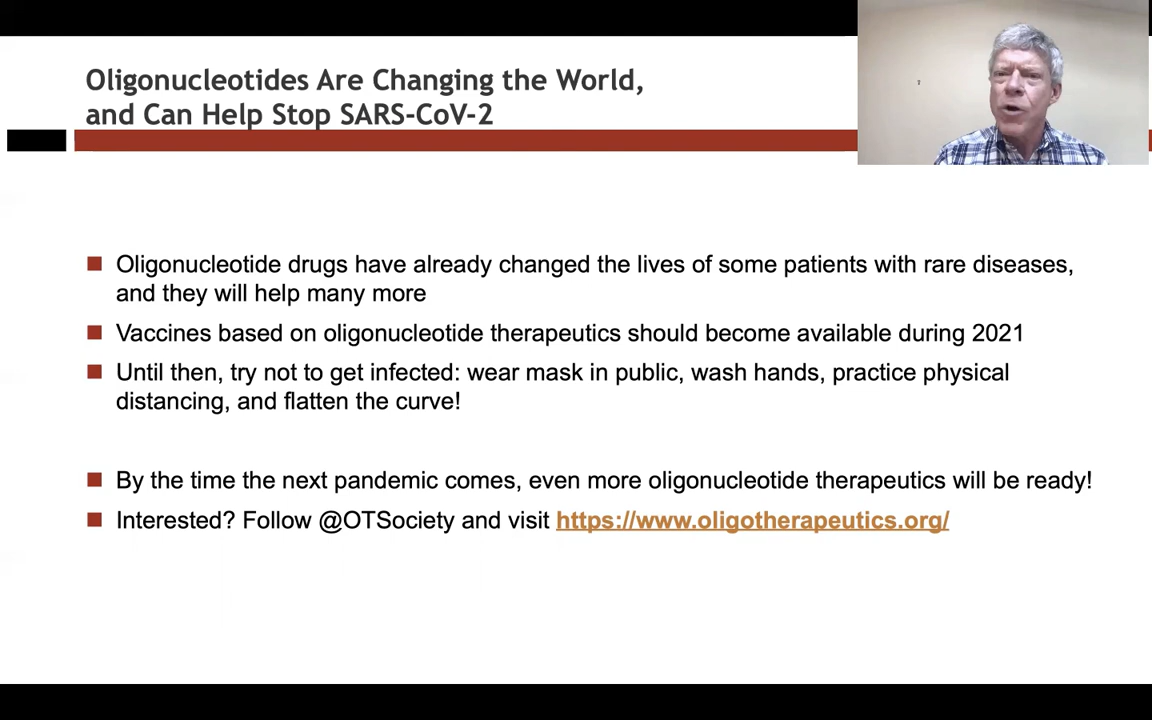 Oligonucleotides Are Changing the World,
and Can Help Stop SARS-CoV-2
Oligonucleotide drugs have already changed the lives of some patients with rare diseases,
and they will help many more
Vaccines based on oligonucleotide therapeutics should become available during 2021
Until then, try not to get infected: wear mask in public, wash hands, practice physical
distancing, and flatten the curve!
By the time the next pandemic comes, even more oligonucleotide therapeutics will be ready!
Interested? Follow @OTSociety and visit https://www.oligotherapeutics.org/